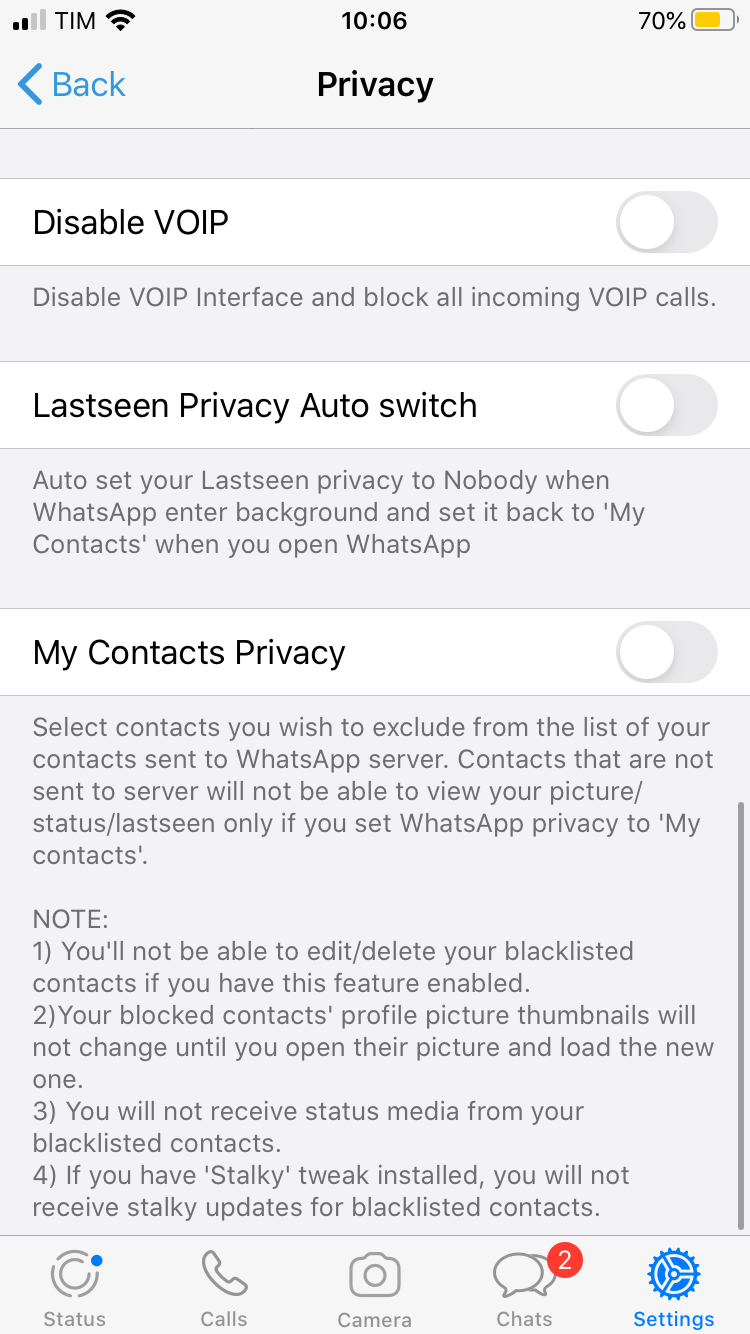 TIM 10:06 70%
Back Privacy
Disable VOIP
Disable VOIP Interface and block all incoming VOIP calls.
Lastseen Privacy Auto switch
Auto set your Lastseen privacy to Nobody when
WhatsApp enter background and set it back to 'My
Contacts' when you open WhatsApp
My Contacts Privacy
Select contacts you wish to exclude from the list of your
contacts sent to WhatsApp server. Contacts that are not
sent to server will not be able to view your picture/
status/lastseen only if you set WhatsApp privacy to 'My
contacts'.
NOTE:
1) You'll not be able to edit/delete your blacklisted
contacts if you have this feature enabled.
2)Your blocked contacts' profile picture thumbnails will
not change until you open their picture and load the new
one.
3) You will not receive status media from your
blacklisted contacts.
4) If you have 'Stalky' tweak installed, you will not
receive stalky updates for blacklisted contacts.
2
Status Calls Camera Chats Settings